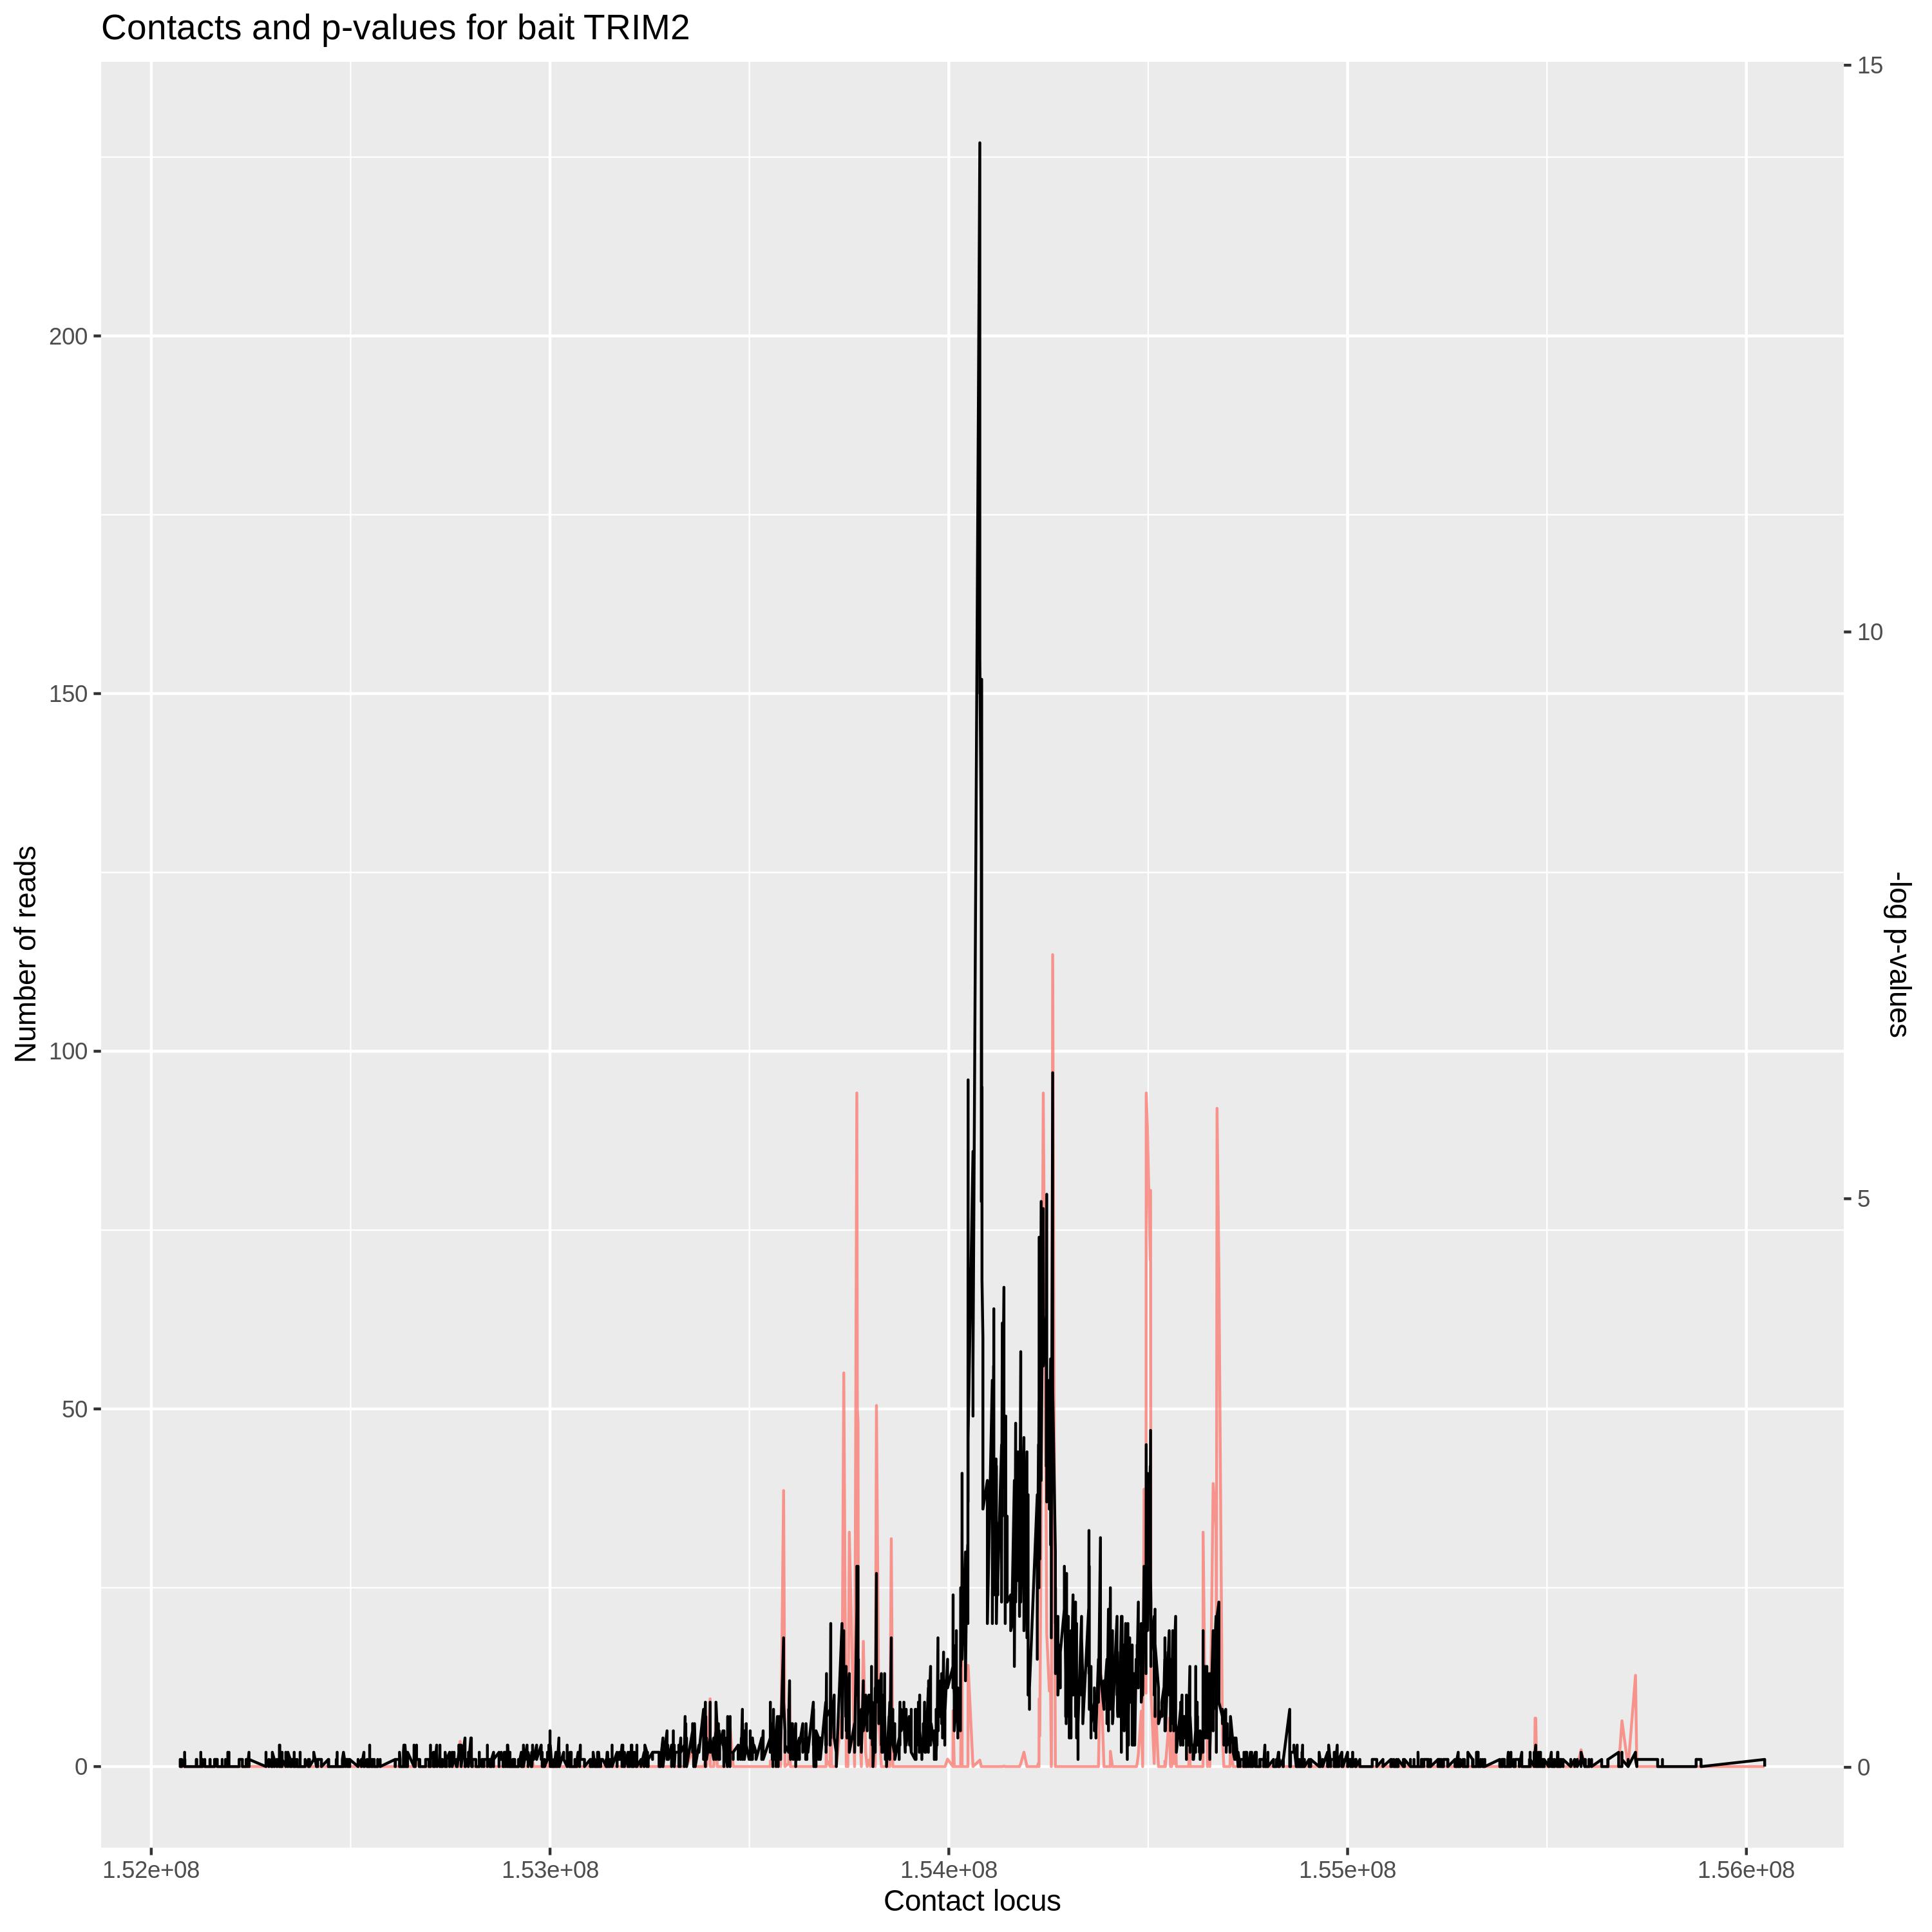 Contacts and p-values for bait TRIM2
15
200
10
150
Number of reads
-log p-values
100
5
50
0
0
1.52e+08
1.53e+08
1.54e+08
1.55e+08
1.56e+08
Contact locus